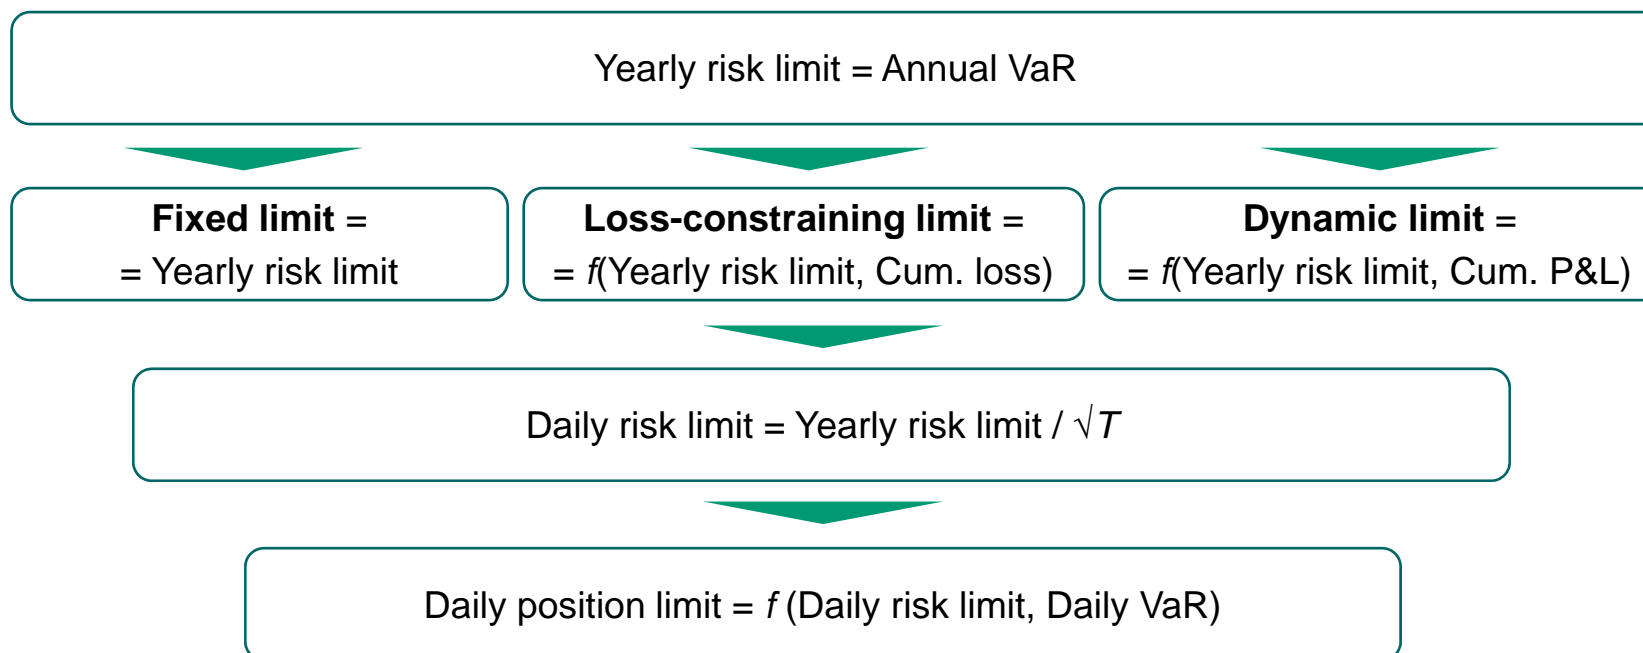 Yearly risk limit = Annual VaR
Fixed limit =
= Yearly risk limit
Loss-constraining limit =
= f(Yearly risk limit, Cum. loss)
Dynamic limit =
= f(Yearly risk limit, Cum. P&L)
Daily risk limit = Yearly risk limit / √T
Daily position limit = f (Daily risk limit, Daily VaR)